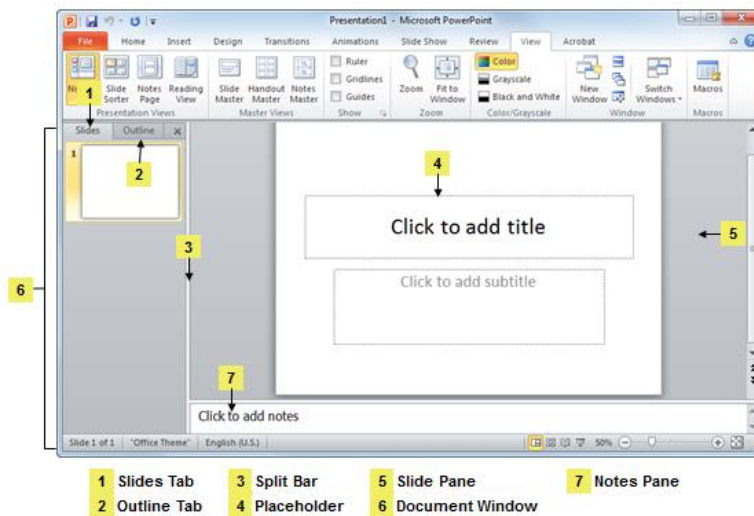 Presentation1 - Microsoft PowerPoint
File Home Insert Design Transitions Animations Slide Show Review View Acrobat
Slide Sorter
Notes Page
Reading View
Slide Master
Handout Master
Notes Master
Ruler
Gridlines
Guides
Zoom
Fit to Window
Color
Grayscale
Black and White
New Window
Switch Windows
Macros
Presentation Views
Master Views
Show
Zoom
Color/Grayscale
Window
Macros
1
Slides Outline
1
2
3
4
5
6
7
Click to add title
Click to add subtitle
Click to add notes
Slide 1 of 1 "Office Theme" English (U.S.) 50%
1 Slides Tab 3 Split Bar 5 Slide Pane 7 Notes Pane
2 Outline Tab 4 Placeholder 6 Document Window